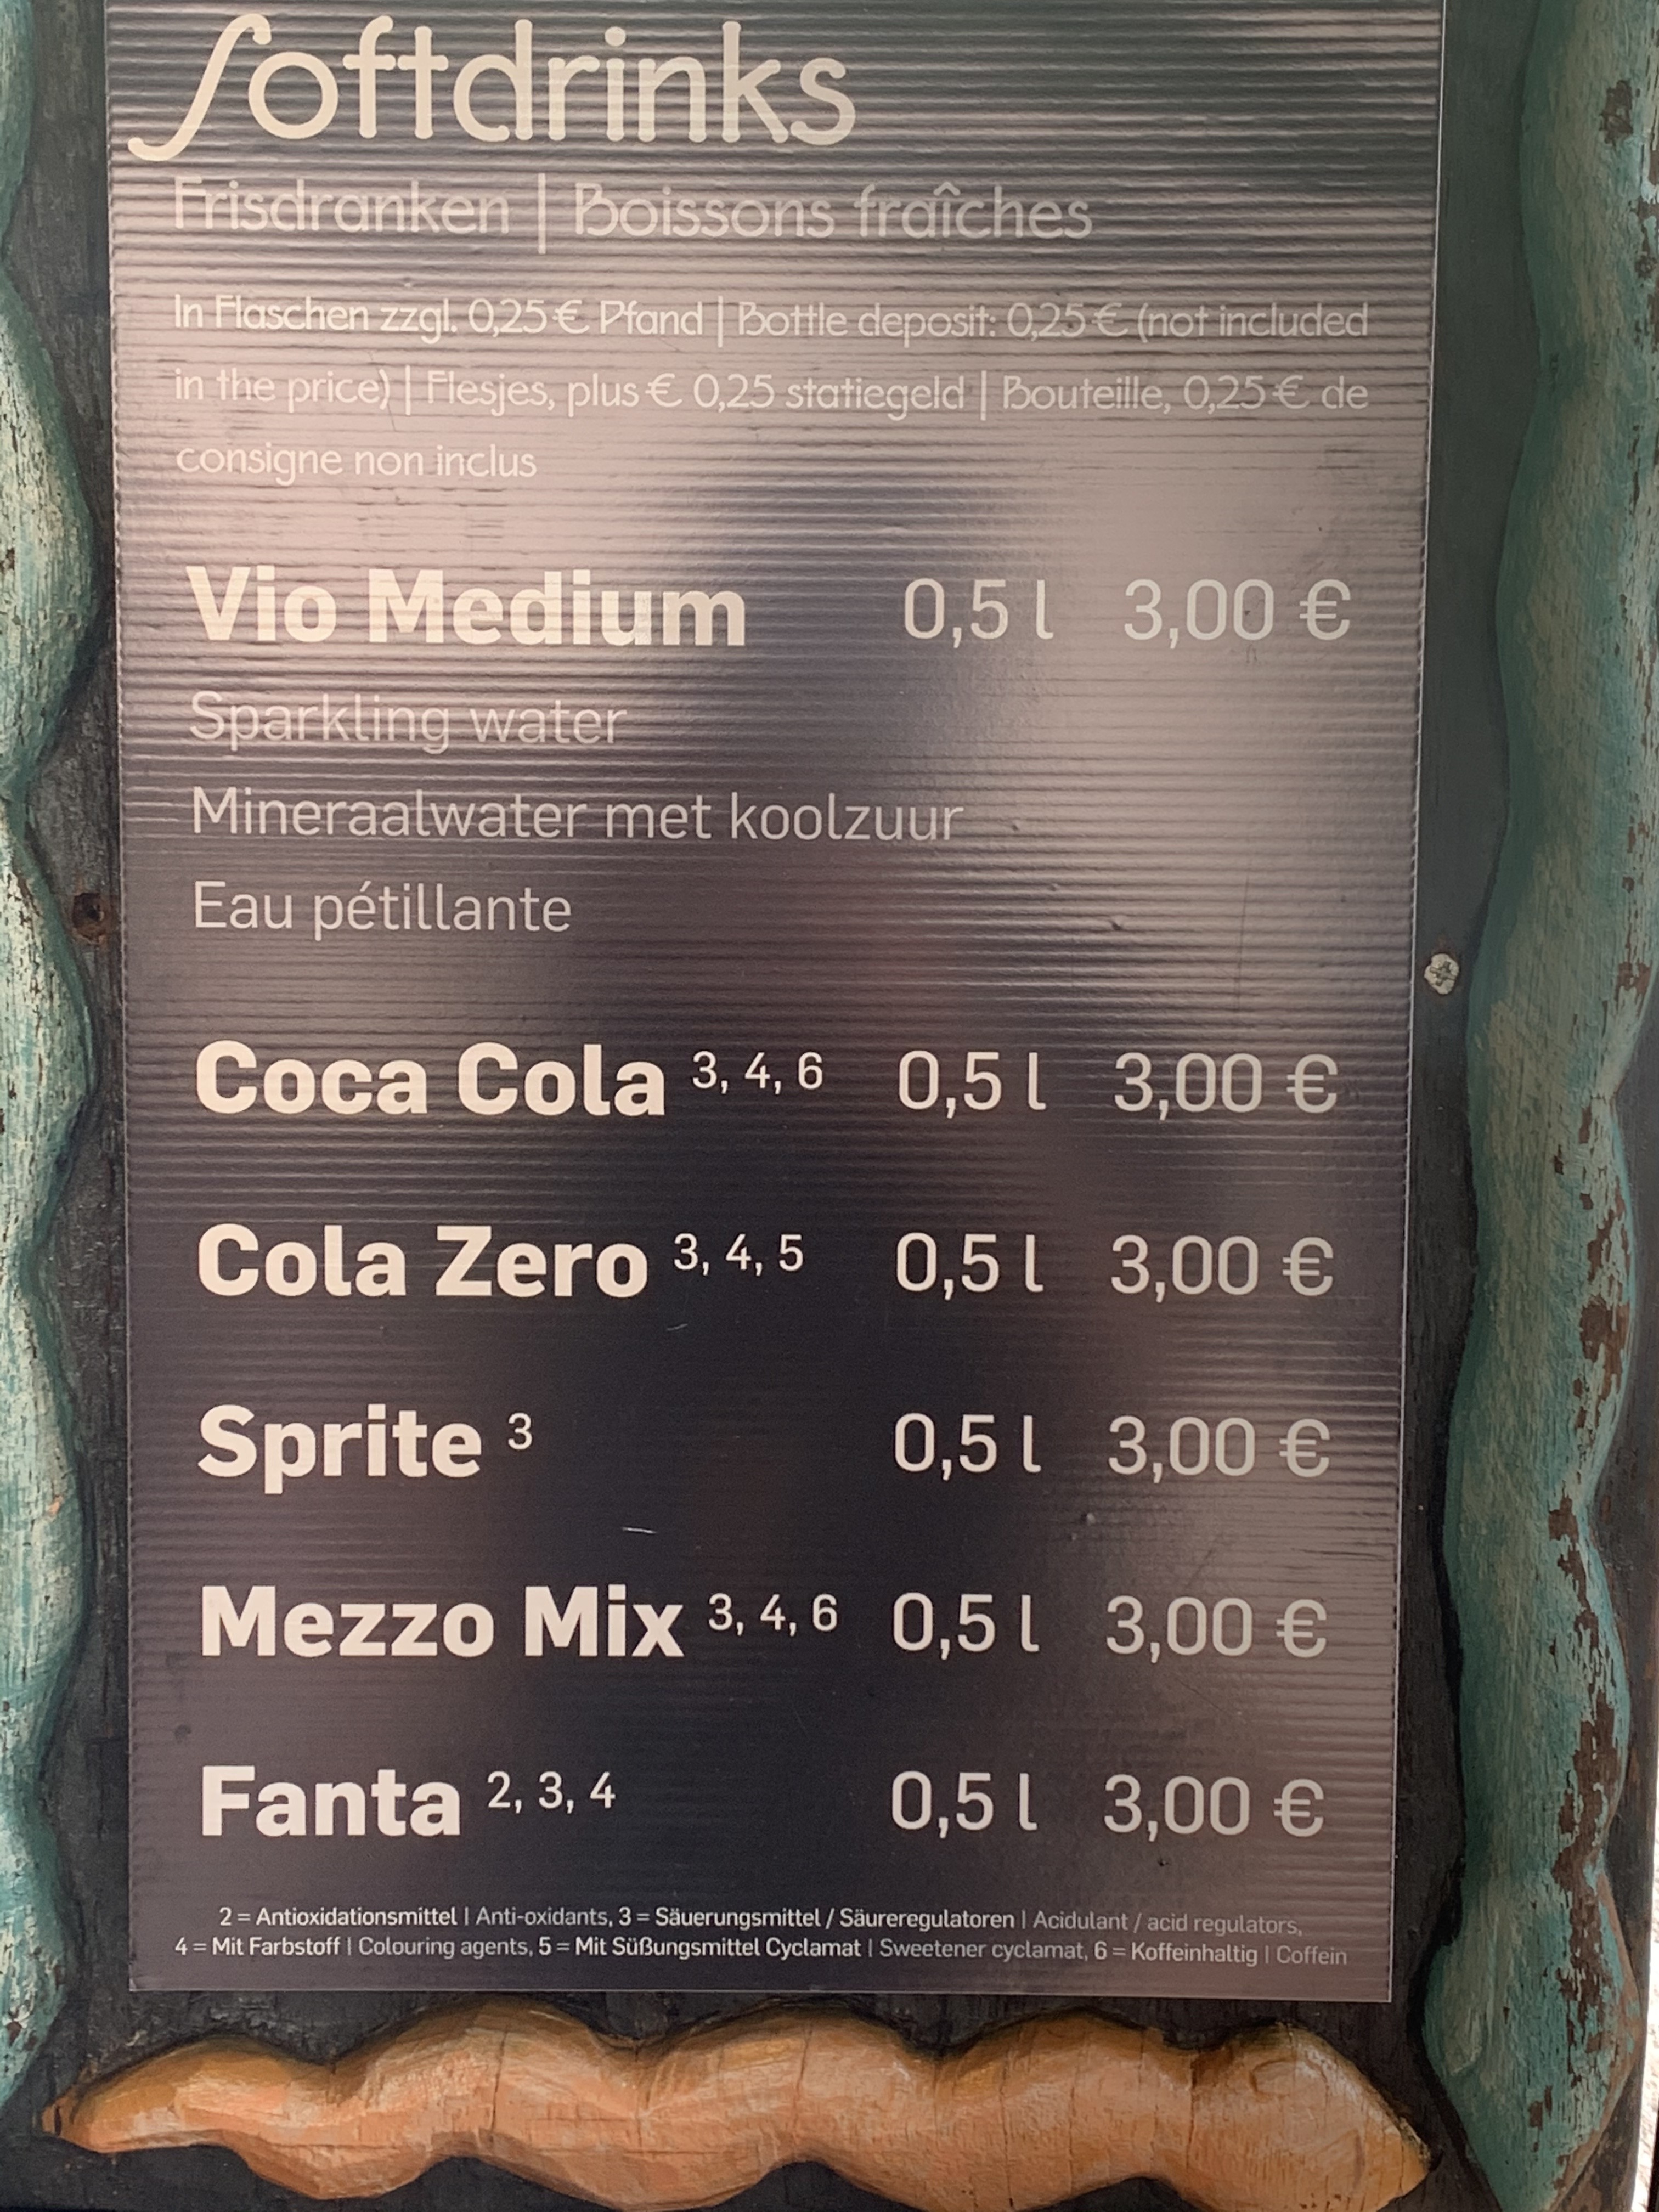 Softdrinks
Frisdranken | Boissons fraîches
In Flaschen zzgl. 0,25 € Pfand | Bottle deposit: 0,25 € (not included
in the price) | Flesjes, plus € 0,25 statiegeld | Bouteille, 0,25 € de
consigne non inclus
Vio Medium 0,5 l 3,00 €
Sparkling water
Mineraalwater met koolzuur
Eau pétillante
Coca Cola 3, 4, 6 0,5 l 3,00 €
Cola Zero 3, 4, 5 0,5 l 3,00 €
Sprite 3 0,5 l 3,00 €
Mezzo Mix 3, 4, 6 0,5 l 3,00 €
Fanta 2, 3, 4 0,5 l 3,00 €
2 = Antioxidationsmittel | Anti-oxidants, 3 = Säuerungsmittel / Säureregulatoren | Acidulant / acid regulators,
4 = Mit Farbstoff | Colouring agents, 5 = Mit Süßungsmittel Cyclamat | Sweetener cyclamat, 6 = Koffeinhaltig | Coffein